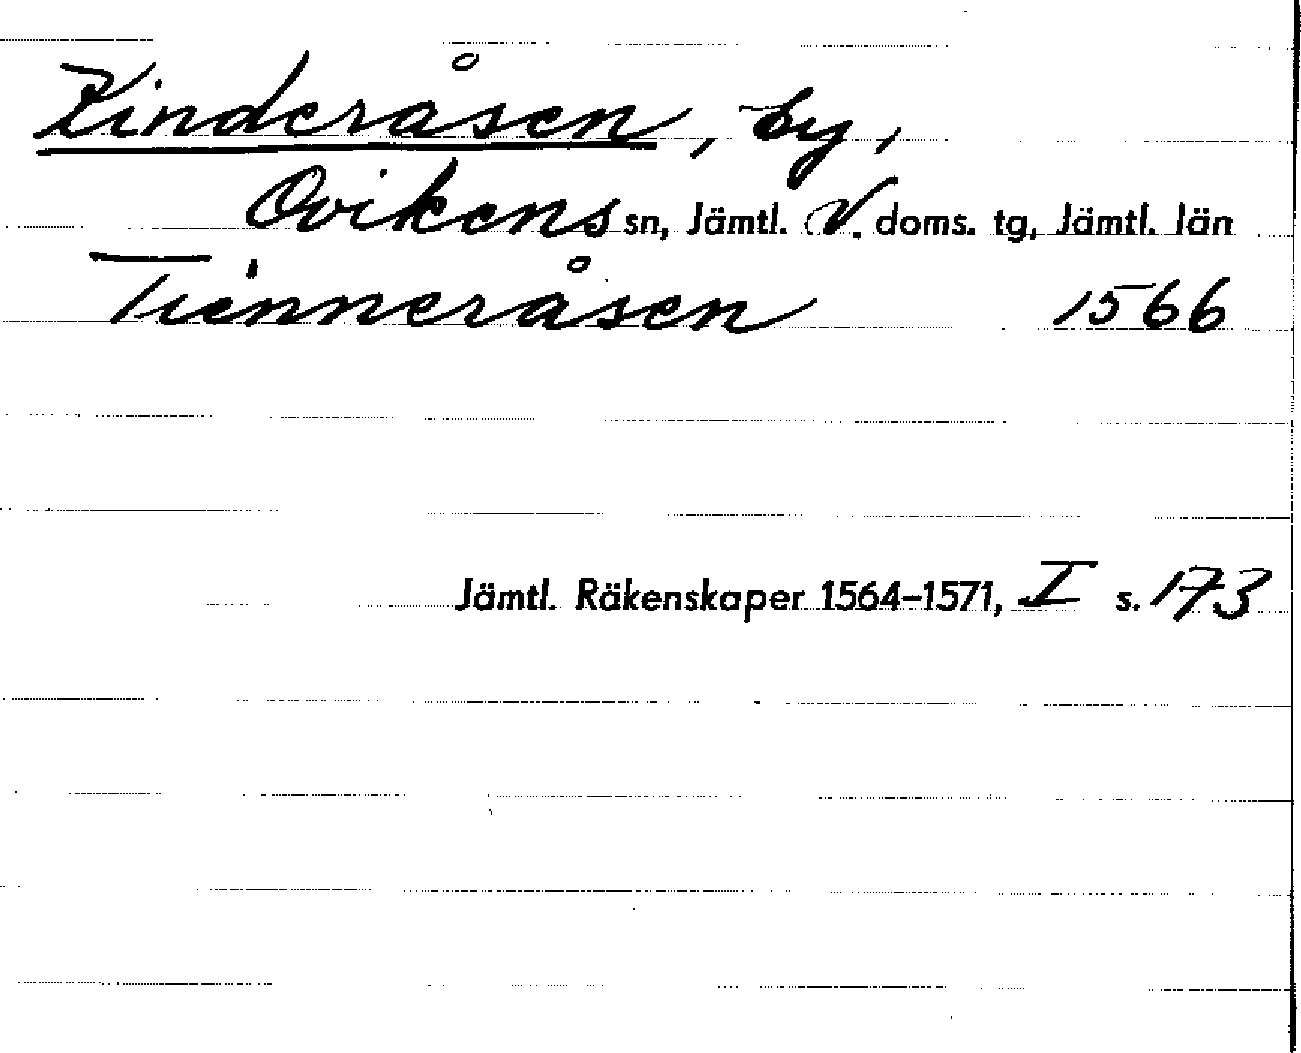 Kinderåsen, by,
Ovikens sn, Jämtl. V. doms. tg, Jämtl. län
Tienneråsen 1566
Jämtl. Räkenskaper 1564-1571, I s. 173